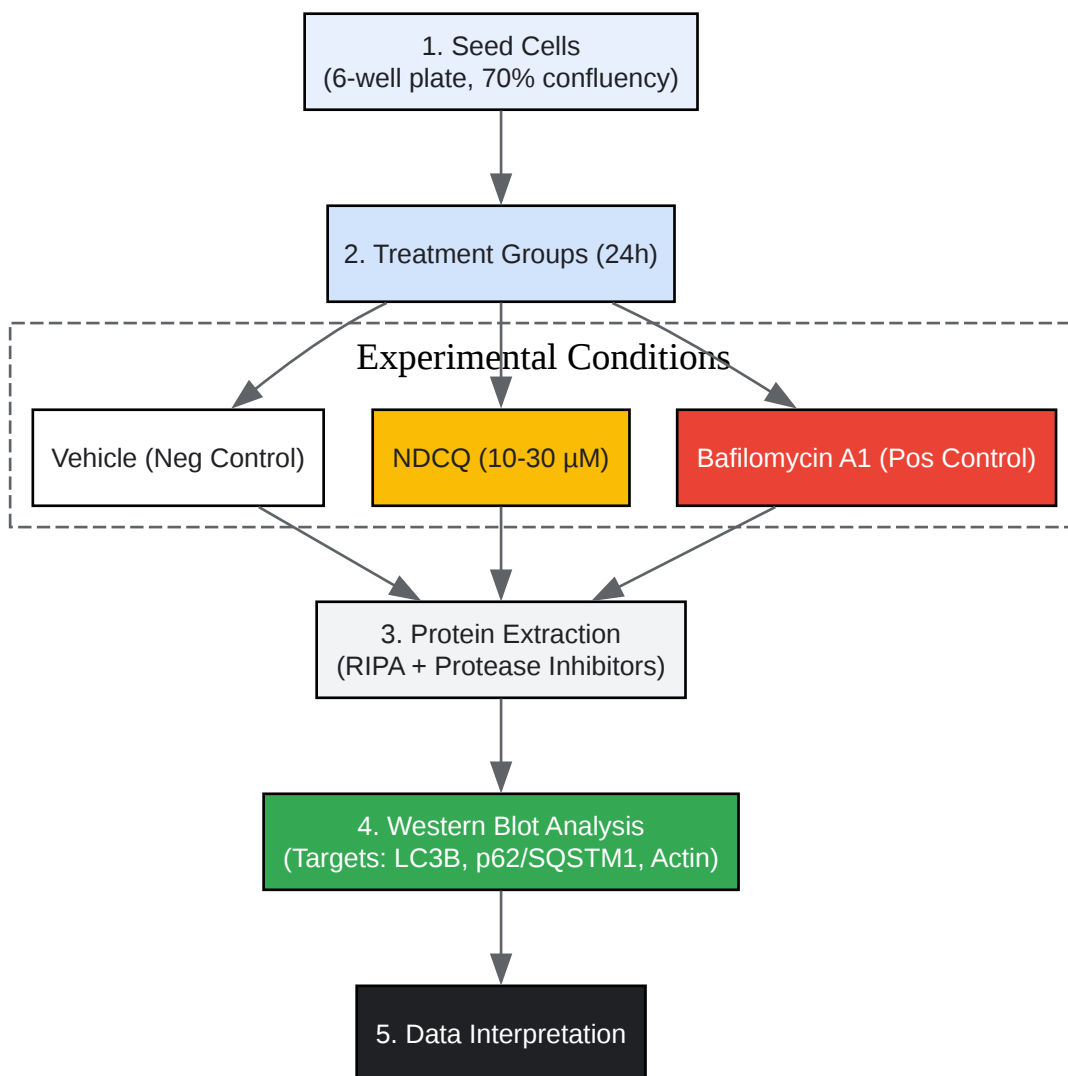 1. Seed Cells
(6-well plate, 70% confluency)
2. Treatment Groups (24h)
Experimental Conditions
Vehicle (Neg Control)
NDCQ (10-30 µM)
Bafilomycin A1 (Pos Control)
3. Protein Extraction
(RIPA + Protease Inhibitors)
4. Western Blot Analysis
(Targets: LC3B, p62/SQSTM1, Actin)
5. Data Interpretation